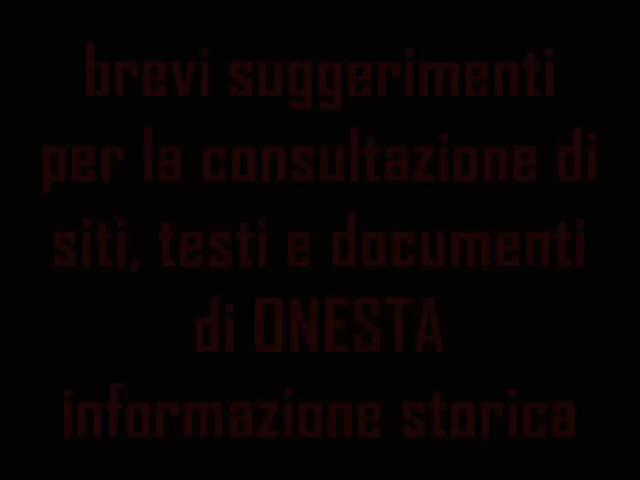 brevi suggerimenti
per la consultazione di
siti, testi e documenti
di ONESTA
informazione storica